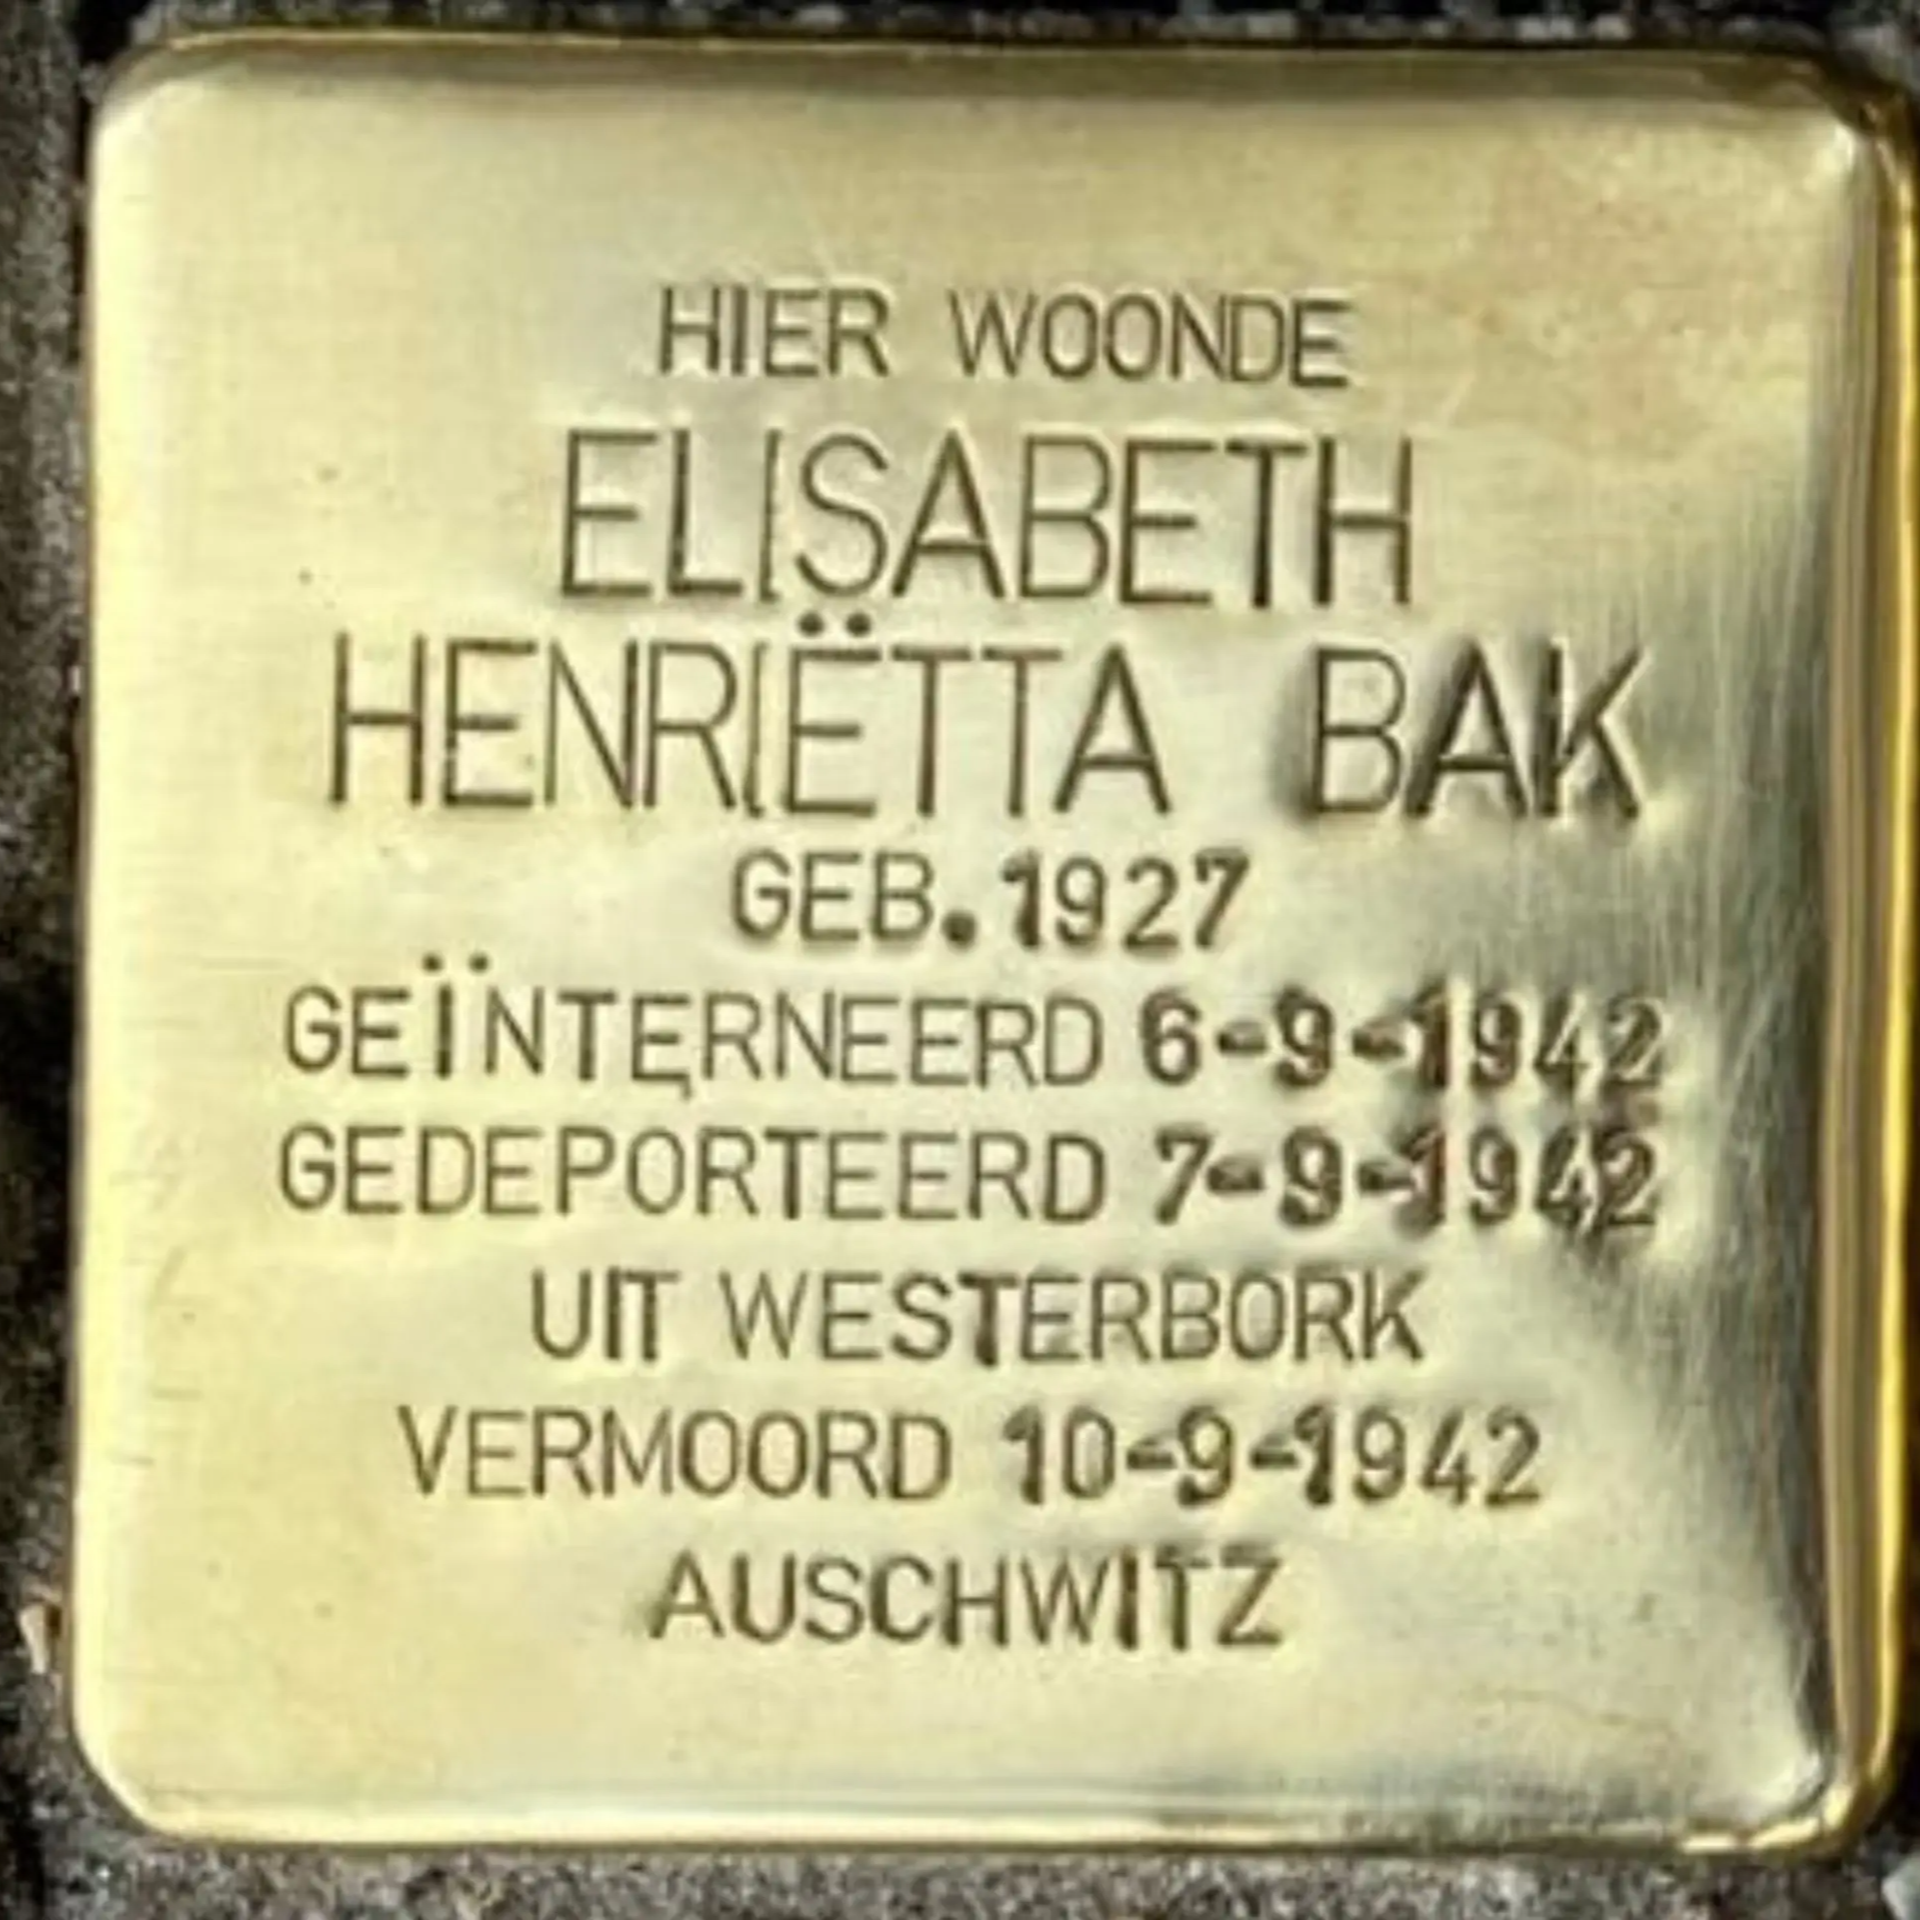 HIER WOONDE
ELISABETH
HENRIËTTA BAK
GEB. 1927
GEÏNTERNEERD 6-9-1942
GEDEPORTEERD 7-9-1942
UIT WESTERBORK
VERMOORD 10-9-1942
AUSCHWITZ